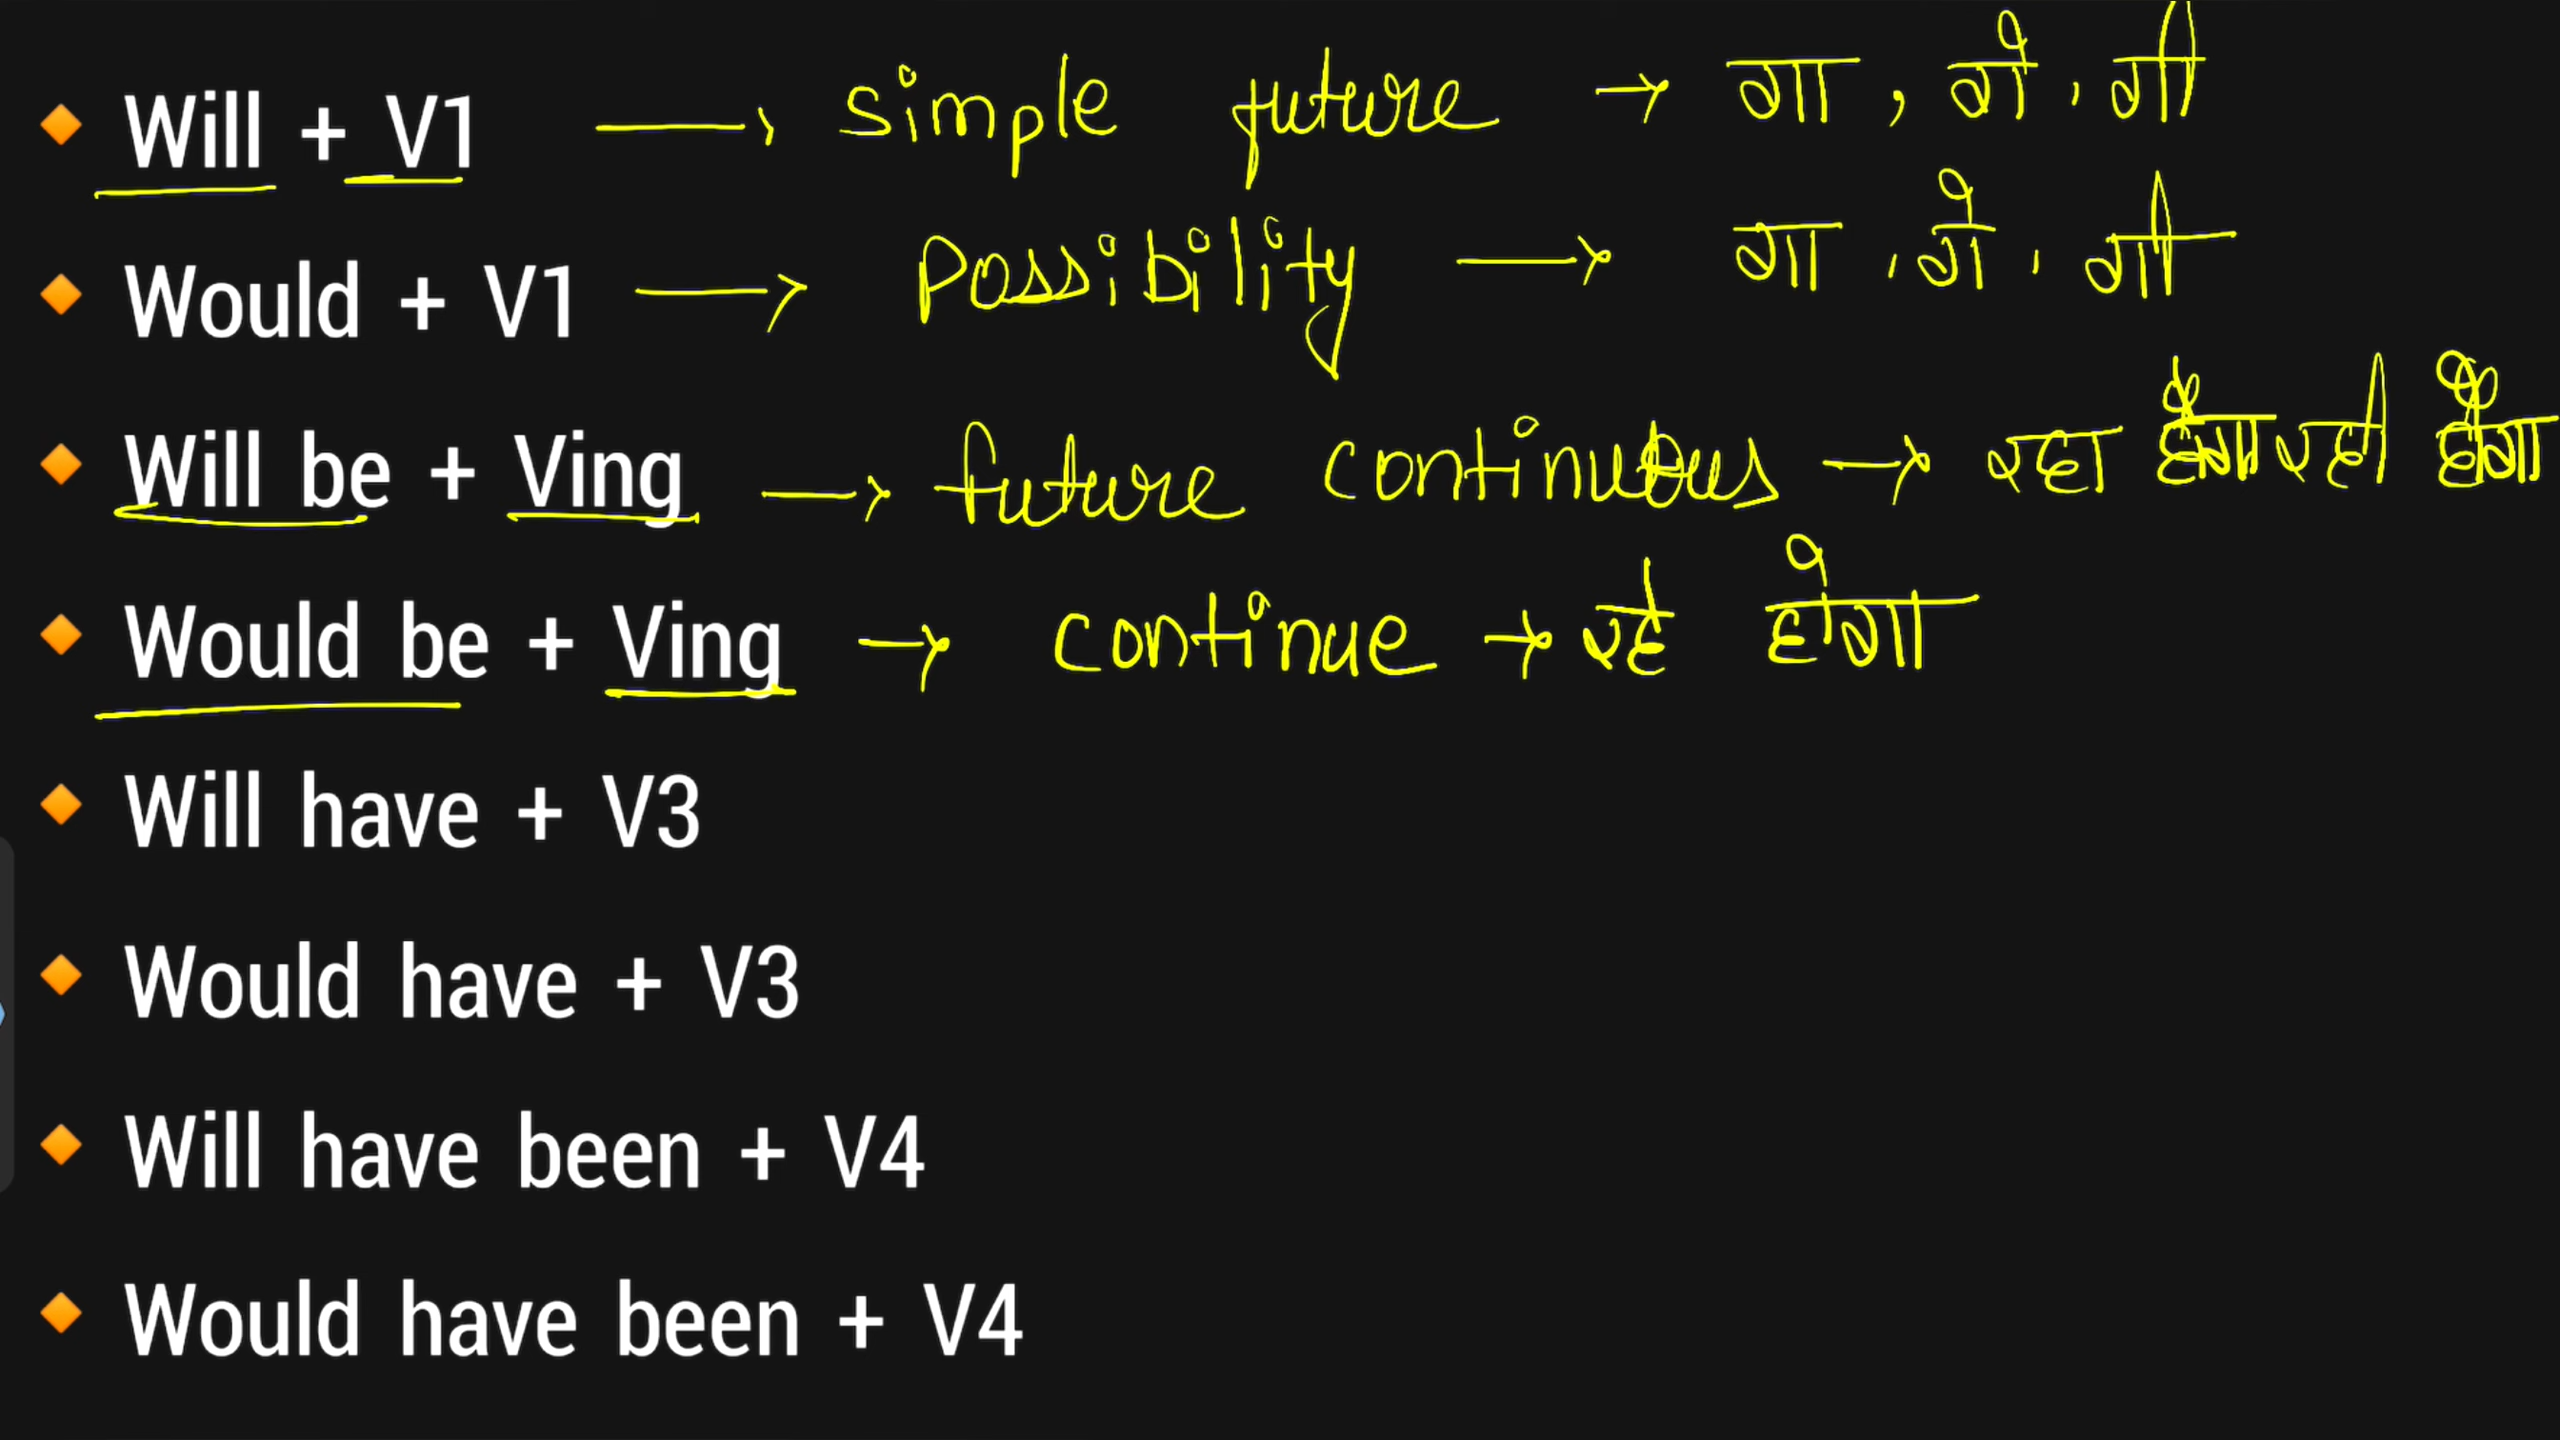 Will + V1 → simple future → गा, गे, गी
Would + V1 → Possibility → गा, गे, गी
Will be + Ving → future continuous → रहा रही
Would be + Ving → continue → रहे होगा
Will have + V3
Would have + V3
Will have been + V4
Would have been + V4